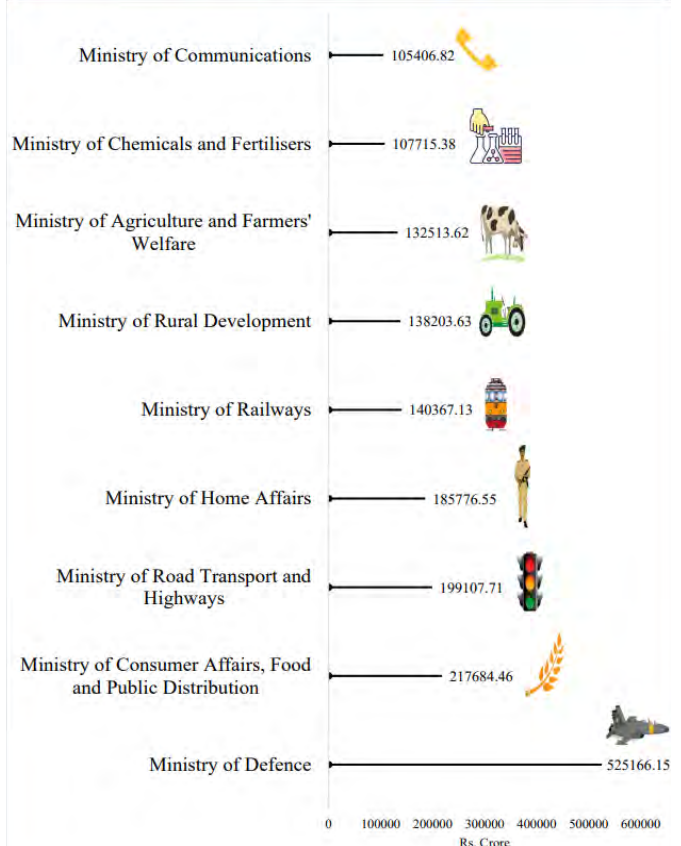 Ministry of Communications
105406.82
Ministry of Chemicals and Fertilisers
107715.38
Ministry of Agriculture and Farmers'
Welfare
132513.62
Ministry of Rural Development
138203.63
Ministry of Railways
140367.13
Ministry of Home Affairs
185776.55
Ministry of Road Transport and
Highways
199107.71
Ministry of Consumer Affairs, Food
and Public Distribution
217684.46
Ministry of Defence
525166.15
0 100000 200000 300000 400000 500000 600000
Rs. Crore